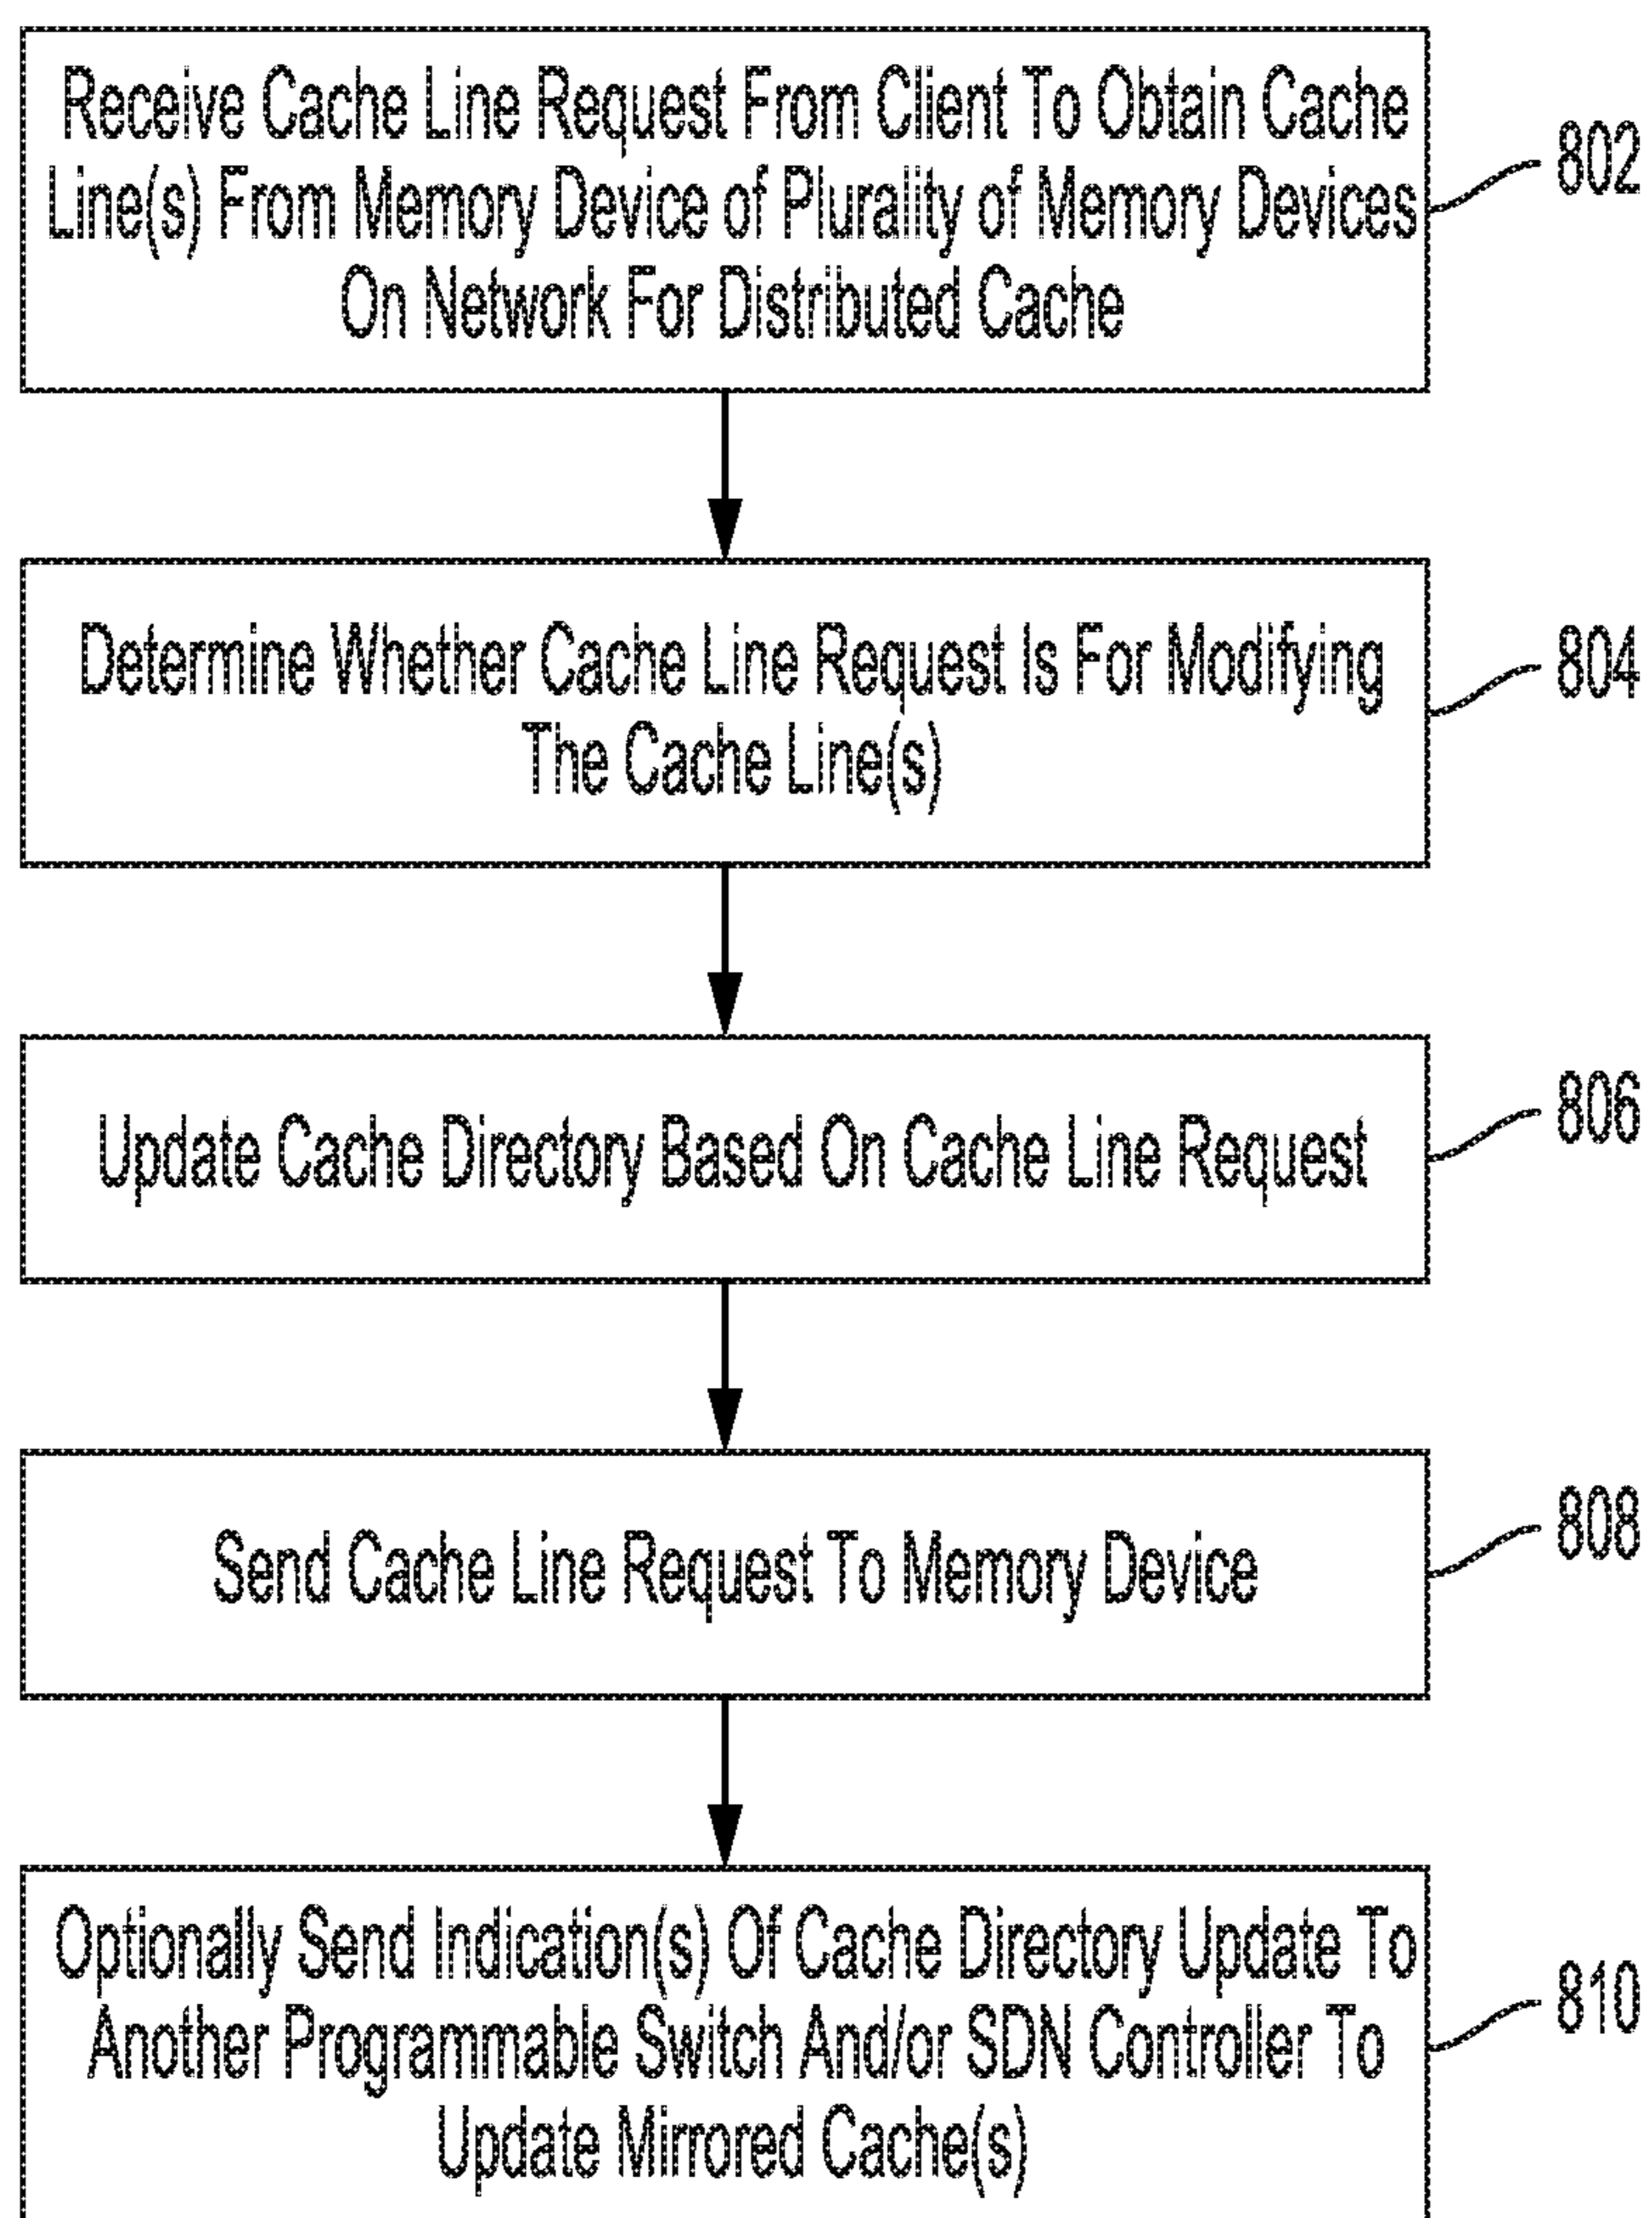 Receive Cache Line Request From Client To Obtain Cache
Line(s) From Memory Device of Plurality of Memory Devices
On Network For Distributed Cache
802
Determine Whether Cache Line Request Is For Modifying
The Cache Line(s)
804
Update Cache Directory Based On Cache Line Request
806
Send Cache Line Request To Memory Device
808
Optionally Send Indication(s) Of Cache Directory Update To
Another Programmable Switch And/or SDN Controller To
Update Mirrored Cache(s)
810